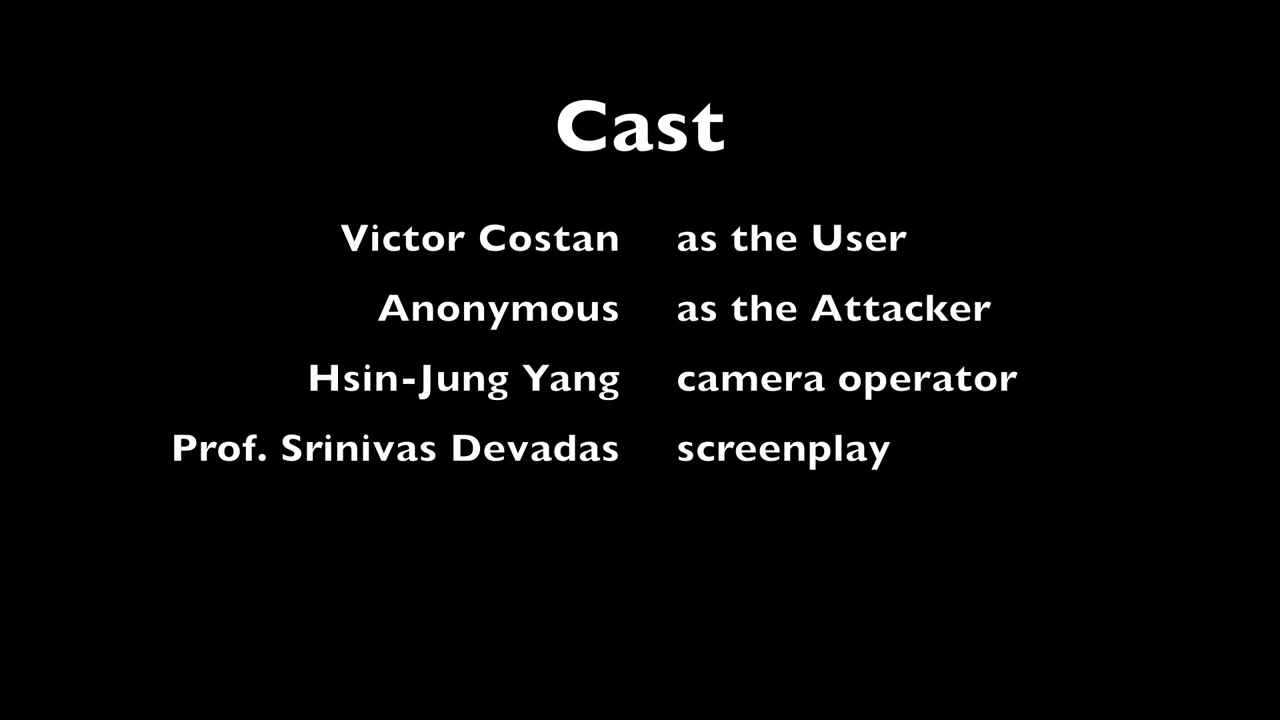 Cast
Victor Costan as the User
Anonymous as the Attacker
Hsin-Jung Yang camera operator
Prof. Srinivas Devadas screenplay